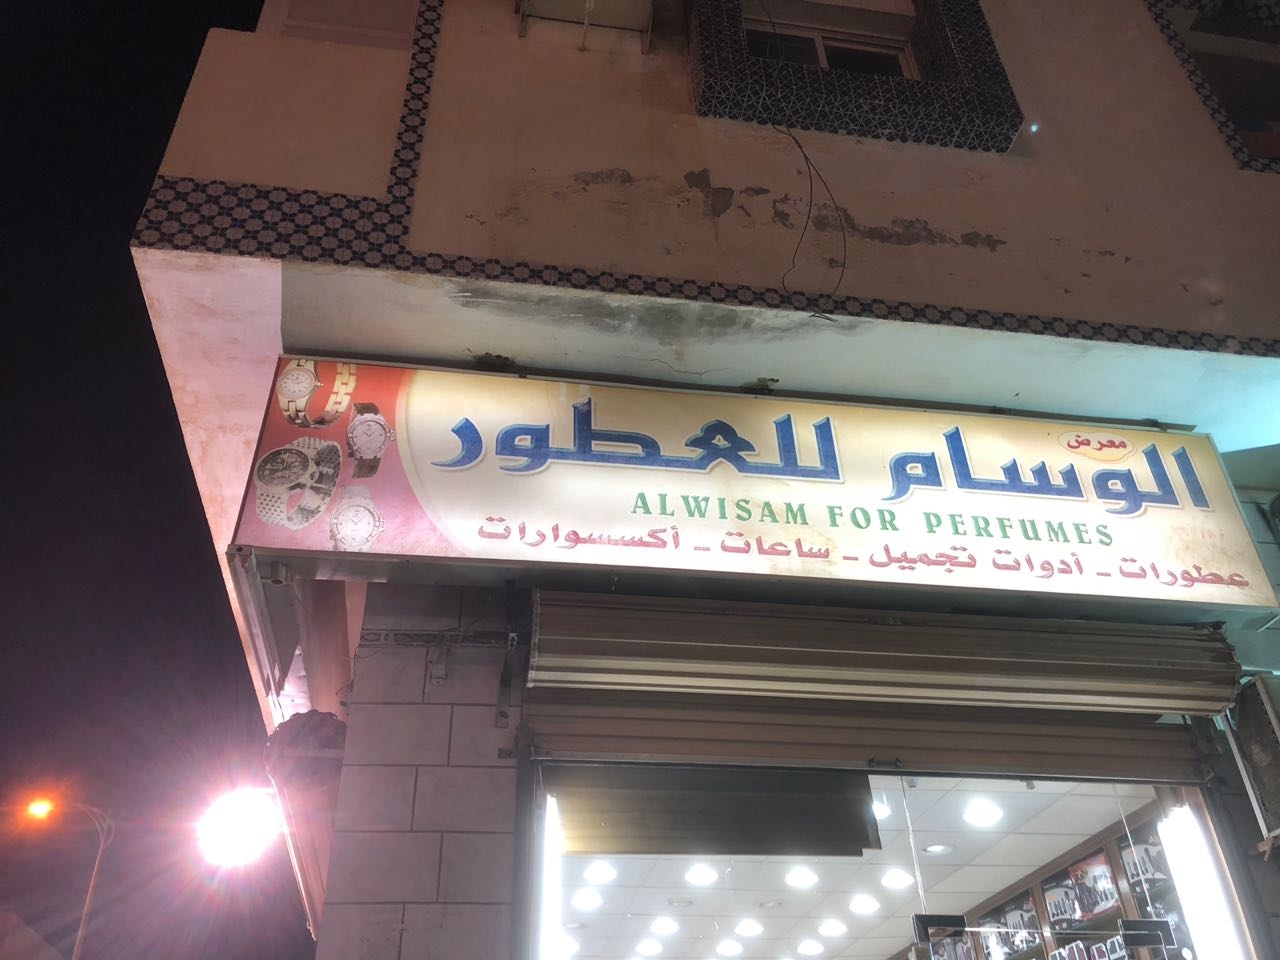 معرض
الوسام للعطور
ALWISAM FOR PERFUMES
عطورات - أدوات تجميل - ساعات - أكسسوارات